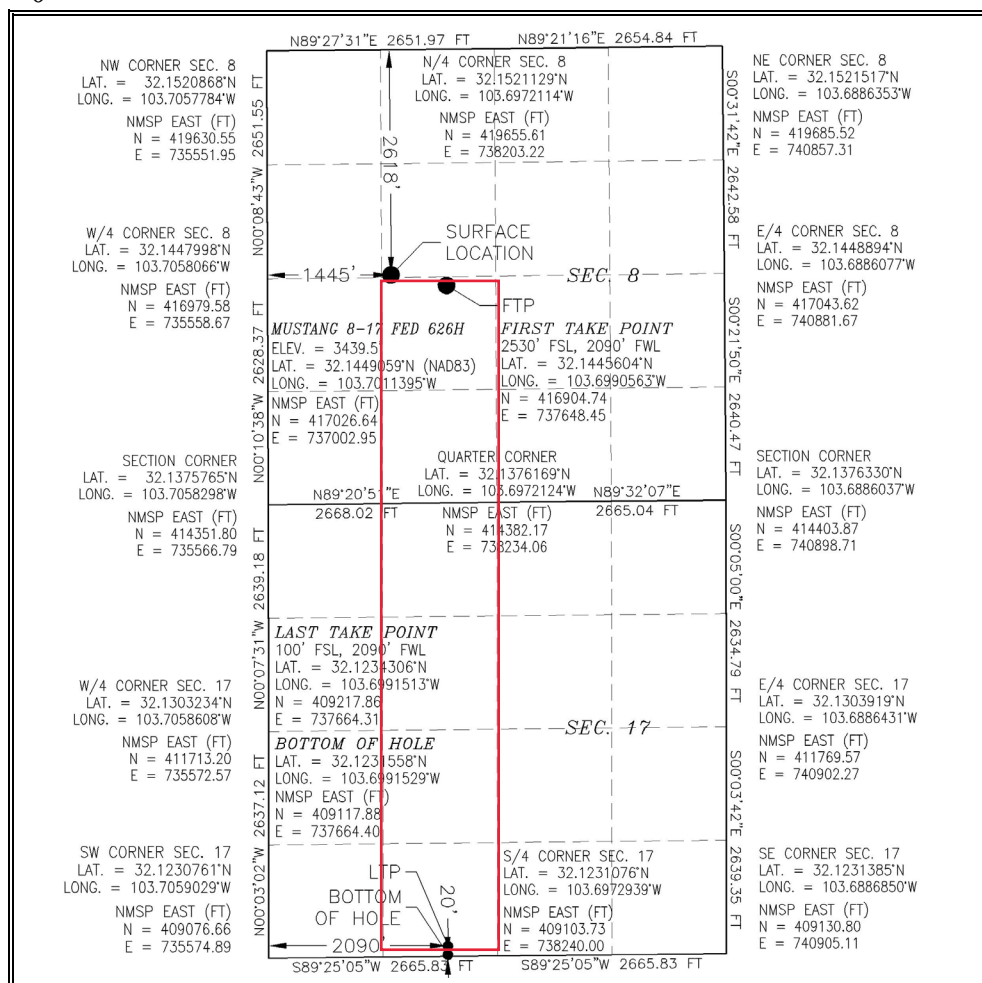 N89°27'31"E 2651.97 FT
N89°21'16"E 2654.84 FT
NW CORNER SEC. 8
LAT. = 32.1520868°N
LONG. = 103.7057784°W
NMSP EAST (FT)
N = 419630.55
E = 735551.95
N/4 CORNER SEC. 8
LAT. = 32.1521129°N
LONG. = 103.6972114°W
NMSP EAST (FT)
N = 419655.61
E = 738203.22
NE CORNER SEC. 8
LAT. = 32.1521517°N
LONG. = 103.6886353°W
NMSP EAST (FT)
N = 419685.52
E = 740857.31
N00°08'43"W 2651.55 FT
2618'
S00°31'42"E 2642.58 FT
W/4 CORNER SEC. 8
LAT. = 32.1447998°N
LONG. = 103.7058066°W
NMSP EAST (FT)
N = 416979.58
E = 735558.67
SURFACE
LOCATION
1445'
SEC. 8
FTP
E/4 CORNER SEC. 8
LAT. = 32.1448894°N
LONG. = 103.6886077°W
NMSP EAST (FT)
N = 417043.62
E = 740881.67
N00°10'38"W 2628.37 FT
MUSTANG 8-17 FED 626H
ELEV. = 3439.5'
LAT. = 32.1449059°N (NAD83)
LONG. = 103.7011395°W
NMSP EAST (FT)
N = 417026.64
E = 737002.95
FIRST TAKE POINT
2530' FSL, 2090' FWL
LAT. = 32.1445604°N
LONG. = 103.6990563°W
N = 416904.74
E = 737648.45
S00°21'50"E 2640.47 FT
SECTION CORNER
LAT. = 32.1375765°N
LONG. = 103.7058298°W
NMSP EAST (FT)
N = 414351.80
E = 735566.79
QUARTER CORNER
LAT. = 32.1376169°N
LONG. = 103.6972124°W
NMSP EAST (FT)
N = 414382.17
E = 738234.06
N89°20'51"E
2668.02 FT
N89°32'07"E
2665.04 FT
SECTION CORNER
LAT. = 32.1376330°N
LONG. = 103.6886037°W
NMSP EAST (FT)
N = 414403.87
E = 740898.71
N00°07'31"W 2639.18 FT
S00°05'00"E 2634.79 FT
LAST TAKE POINT
100' FSL, 2090' FWL
LAT. = 32.1234306°N
LONG. = 103.6991513°W
N = 409217.86
E = 737664.31
W/4 CORNER SEC. 17
LAT. = 32.1303234°N
LONG. = 103.7058608°W
NMSP EAST (FT)
N = 411713.20
E = 735572.57
SEC. 17
E/4 CORNER SEC. 17
LAT. = 32.1303919°N
LONG. = 103.6886431°W
NMSP EAST (FT)
N = 411769.57
E = 740902.27
BOTTOM OF HOLE
LAT. = 32.1231558°N
LONG. = 103.6991529°W
NMSP EAST (FT)
N = 409117.88
E = 737664.40
N00°03'02"W 2637.12 FT
S00°03'42"E 2639.35 FT
SW CORNER SEC. 17
LAT. = 32.1230761°N
LONG. = 103.7059029°W
NMSP EAST (FT)
N = 409076.66
E = 735574.89
LTP
BOTTOM
OF HOLE
20'
2090'
S/4 CORNER SEC. 17
LAT. = 32.1231076°N
LONG. = 103.6972939°W
NMSP EAST (FT)
N = 409103.73
E = 738240.00
SE CORNER SEC. 17
LAT. = 32.1231385°N
LONG. = 103.6886850°W
NMSP EAST (FT)
N = 409130.80
E = 740905.11
S89°25'05"W 2665.83 FT
S89°25'05"W 2665.83 FT